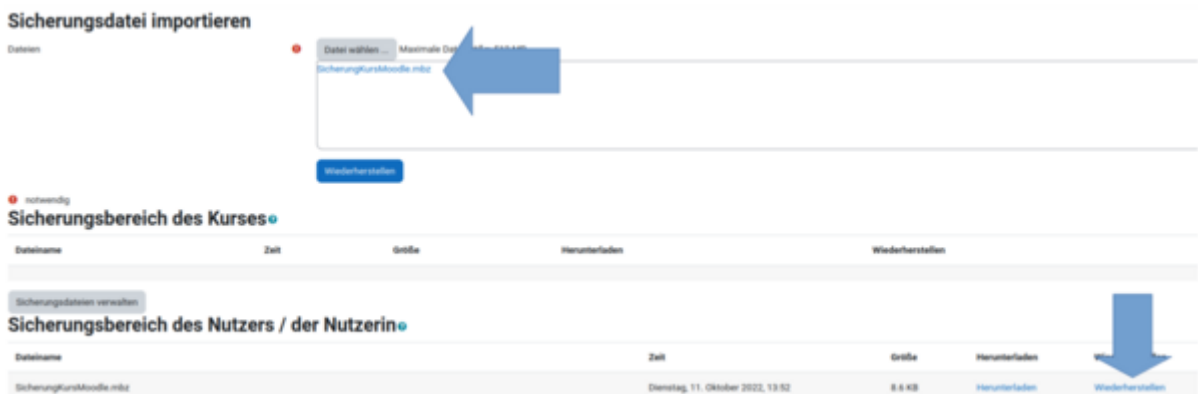 Sicherungsdatei importieren
Dateien
Datei wählen ... Maximale
SicherungKursMoodle.mbz
Wiederherstellen
notwendig
Sicherungsbereich des Kurses
Dateiname Zeit Größe Herunterladen Wiederherstellen
Sicherungsdateien verwalten
Sicherungsbereich des Nutzers / der Nutzerin
Dateiname Zeit Größe Herunterladen
SicherungKursMoodle.mbz Dienstag, 11. Oktober 2022, 13:52 8.6 KB Herunterladen Wiederherstellen